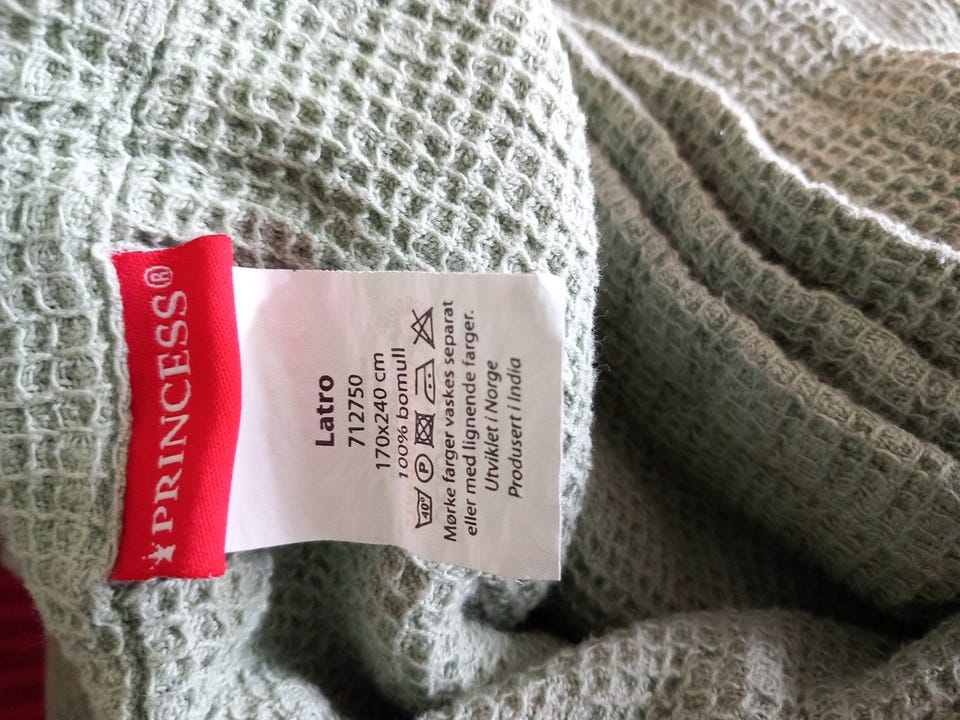 PRINCESS®
Latro
712750
170x240 cm
100% bomull
40° P
Mørke farger vaskes separat
eller med lignende farger.
Utviklet i Norge
Produsert i India